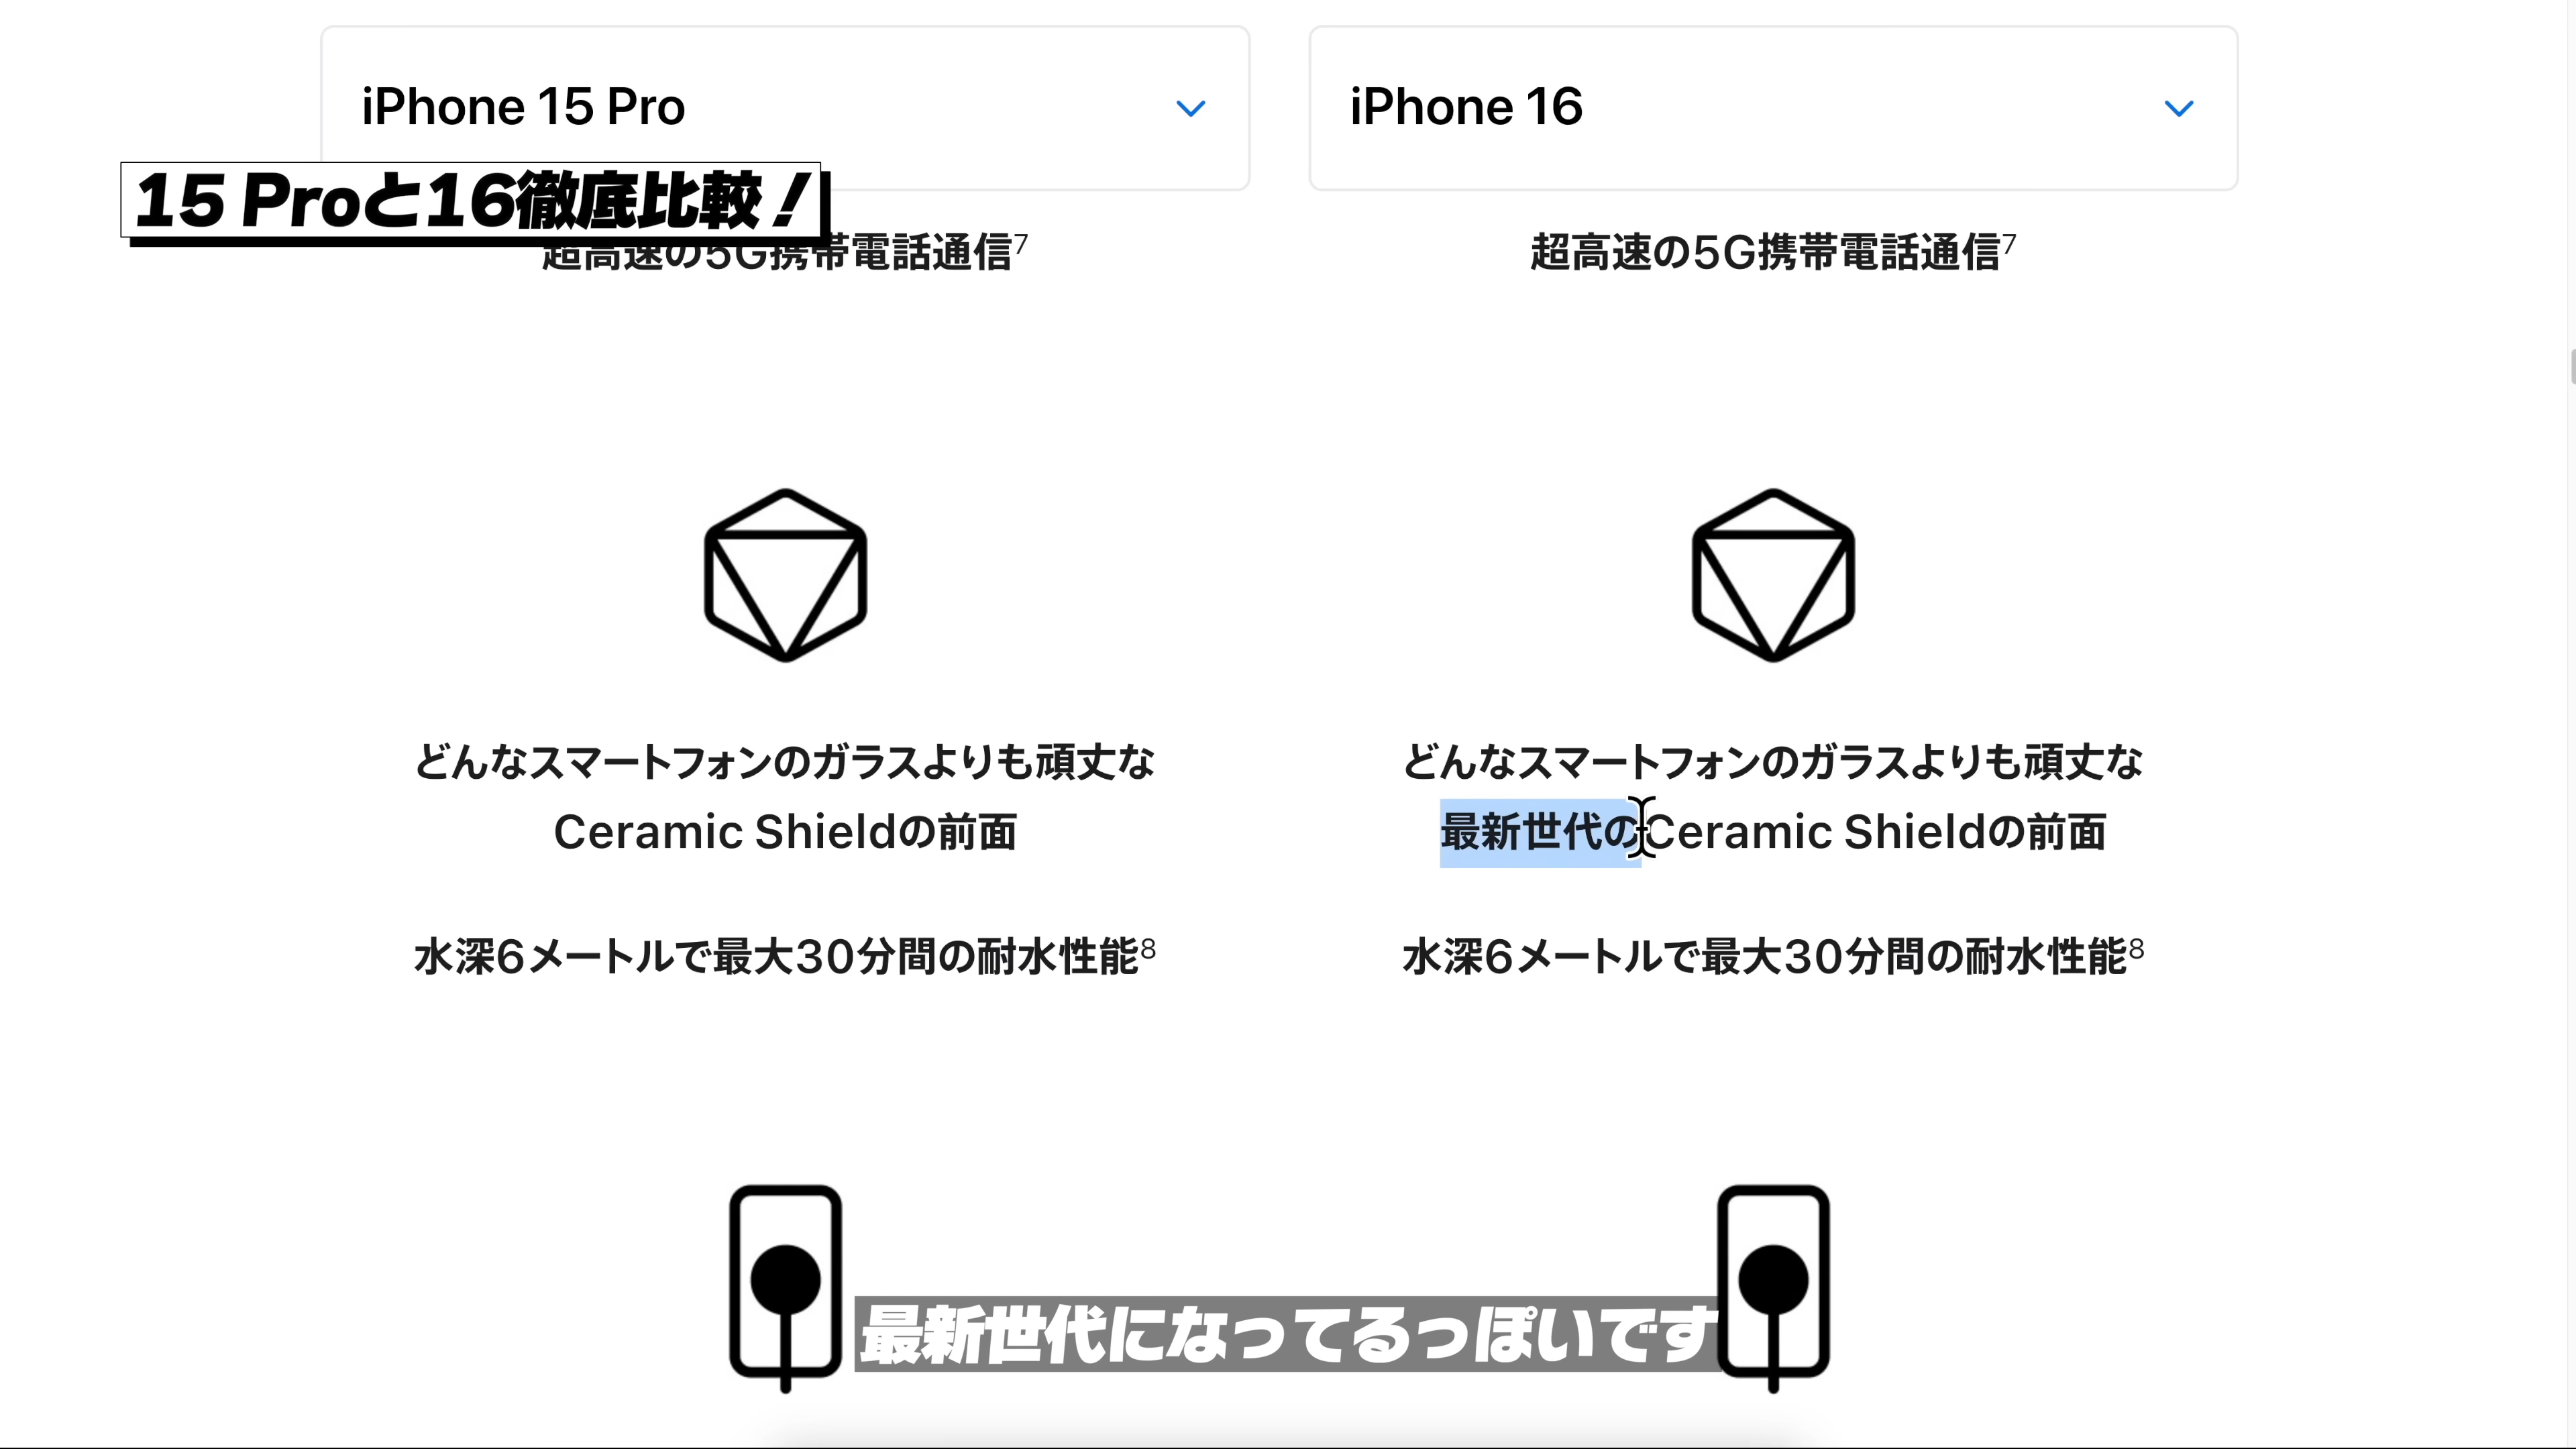 iPhone 15 Pro
iPhone 16
15 Proと16徹底比較！
超高速の5G携帯電話通信7
超高速の5G携帯電話通信7
どんなスマートフォンのガラスよりも頑丈な
Ceramic Shieldの前面
どんなスマートフォンのガラスよりも頑丈な
最新世代のCeramic Shieldの前面
水深6メートルで最大30分間の耐水性能8
水深6メートルで最大30分間の耐水性能8
最新世代になってるっぽいです